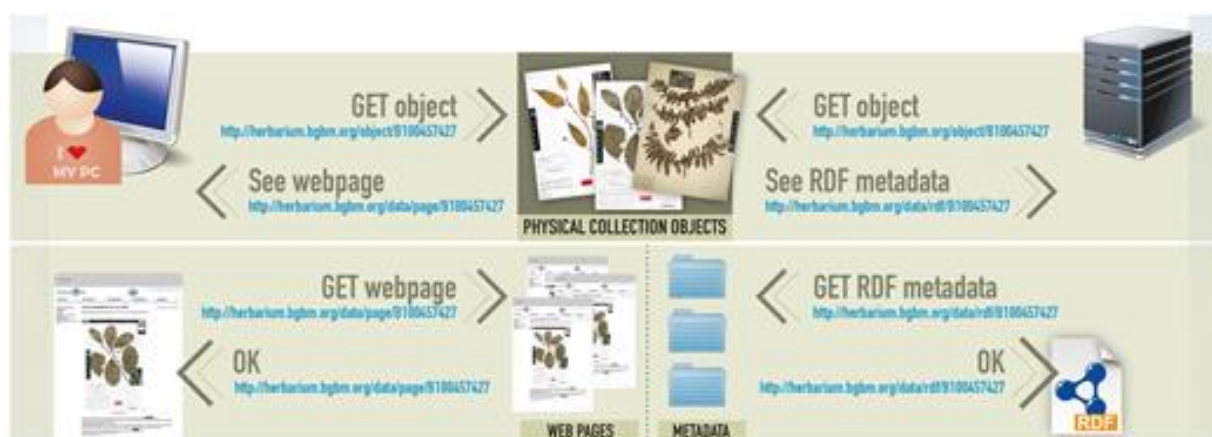 GET object
http://herbarium.bgbm.org/object/B100457427
GET object
http://herbarium.bgbm.org/object/B100457427
I ❤
MY PC
See webpage
http://herbarium.bgbm.org/data/page/B100457427
See RDF metadata
http://herbarium.bgbm.org/data/rdf/B100457427
PHYSICAL COLLECTION OBJECTS
GET webpage
http://herbarium.bgbm.org/data/page/B100457427
GET RDF metadata
http://herbarium.bgbm.org/data/rdf/B100457427
OK
http://herbarium.bgbm.org/data/page/B100457427
OK
http://herbarium.bgbm.org/data/rdf/B100457427
RDF
WEB PAGES
METADATA